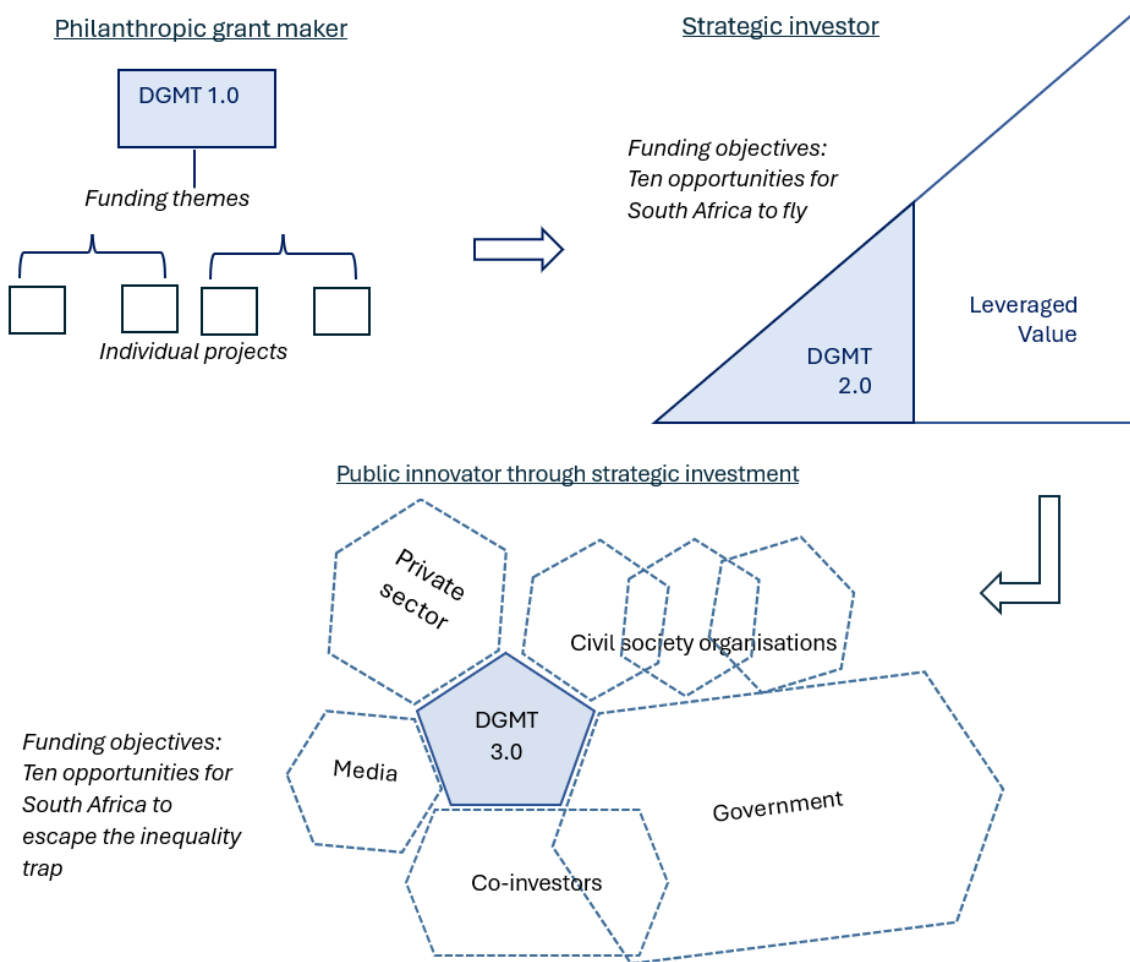 Philanthropic grant maker
DGMT 1.0
Funding themes
Individual projects
Strategic investor
Funding objectives:
Ten opportunities for
South Africa to fly
DGMT
2.0
Leveraged
Value
Public innovator through strategic investment
Private
sector
Civil society organisations
DGMT
3.0
Media
Government
Co-investors
Funding objectives:
Ten opportunities for
South Africa to
escape the inequality
trap